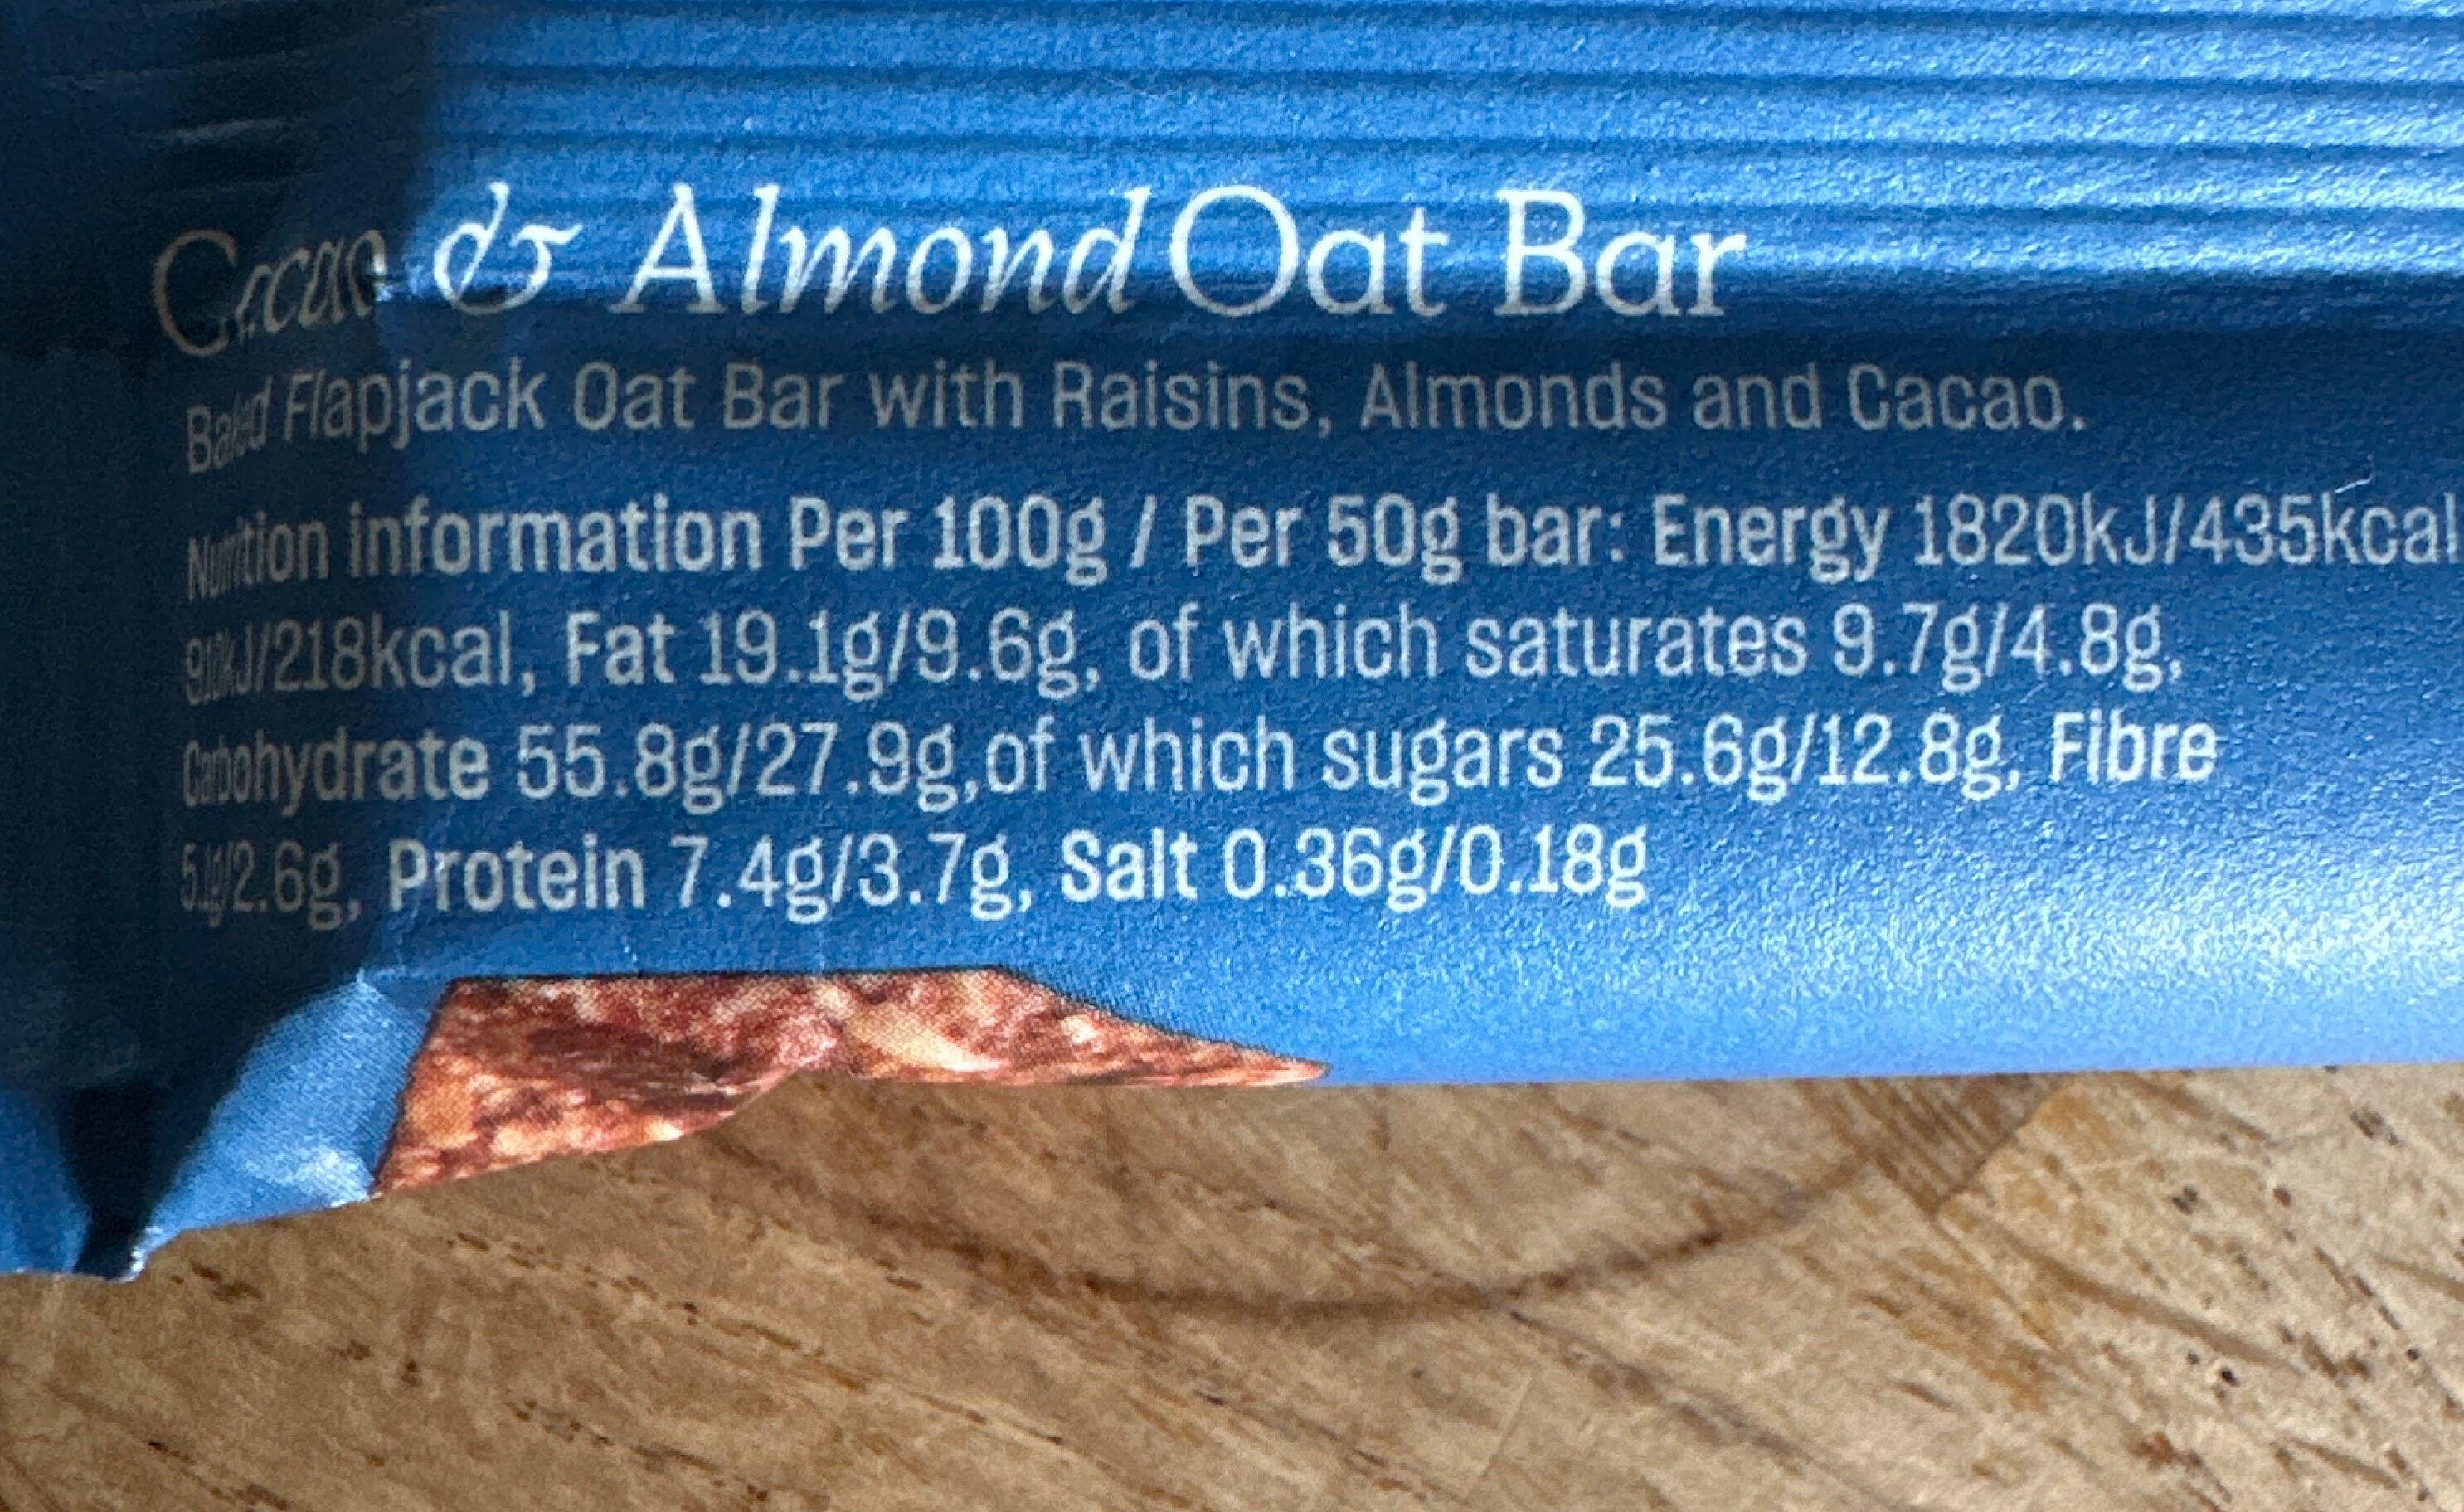 Cacao & Almond Oat Bar
Baked Flapjack Oat Bar with Raisins, Almonds and Cacao.
Nutrition information Per 100g / Per 50g bar: Energy 1820kJ/435kcal
910kJ/218kcal, Fat 19.1g/9.6g, of which saturates 9.7g/4.8g,
Carbohydrate 55.8g/27.9g,of which sugars 25.6g/12.8g, Fibre
5.1g/2.6g, Protein 7.4g/3.7g, Salt 0.36g/0.18g